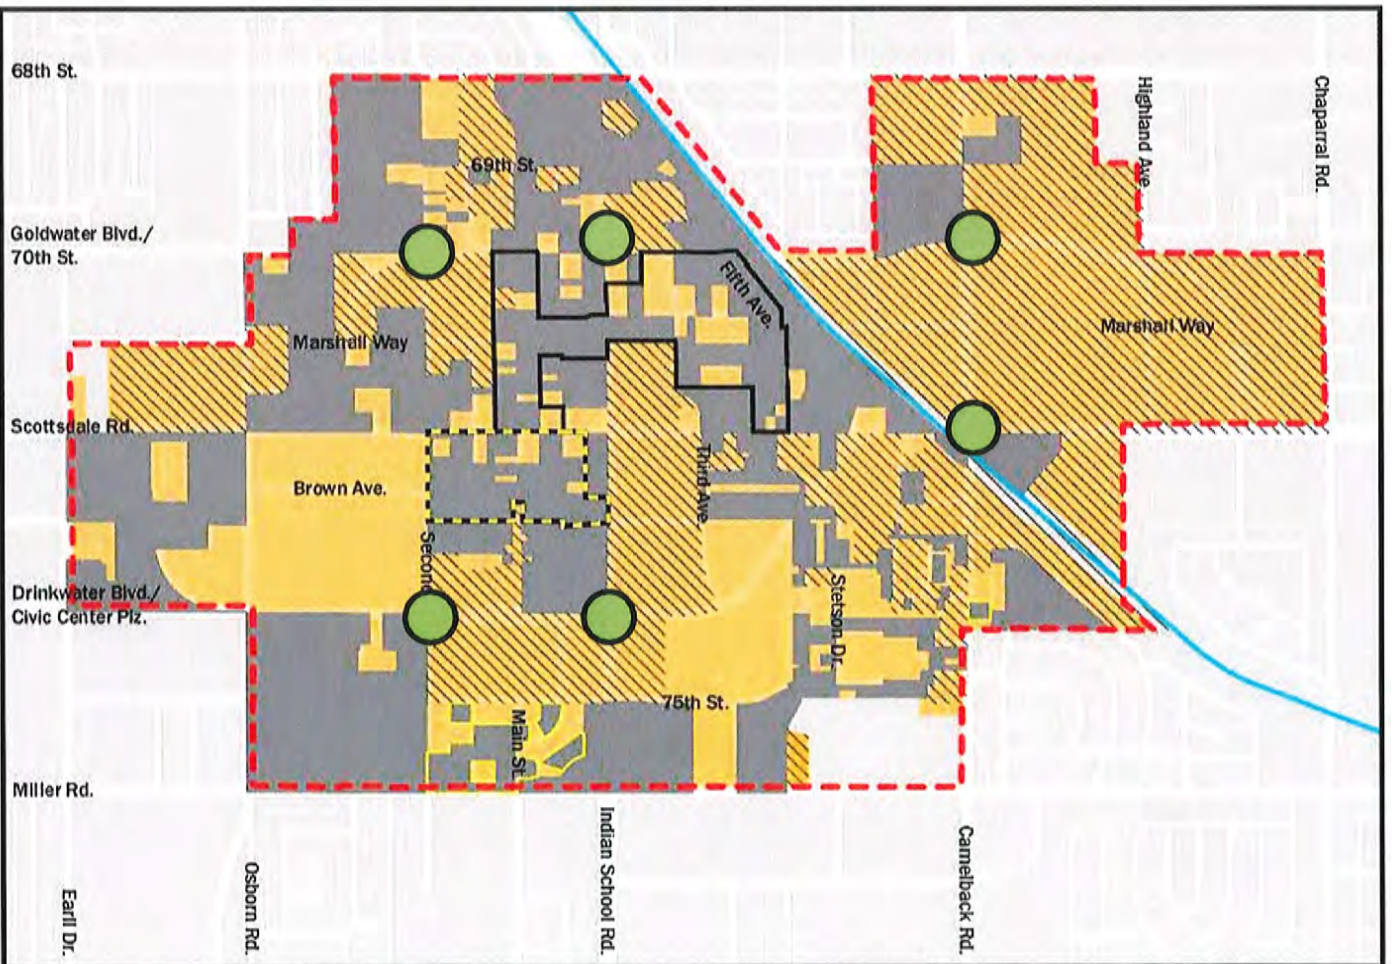 68th St.
Highland Ave.
Chaparral Rd.
69th St.
Goldwater Blvd./
70th St.
Fifth Ave.
Marshall Way
Marshall Way
Scottsdale Rd.
Third Ave.
Brown Ave.
Second
Drinkwater Blvd./
Civic Center Plz.
Stetson Dr.
75th St.
Main St.
Miller Rd.
Indian School Rd.
Camelback Rd.
Osborn Rd.
Earll Dr.